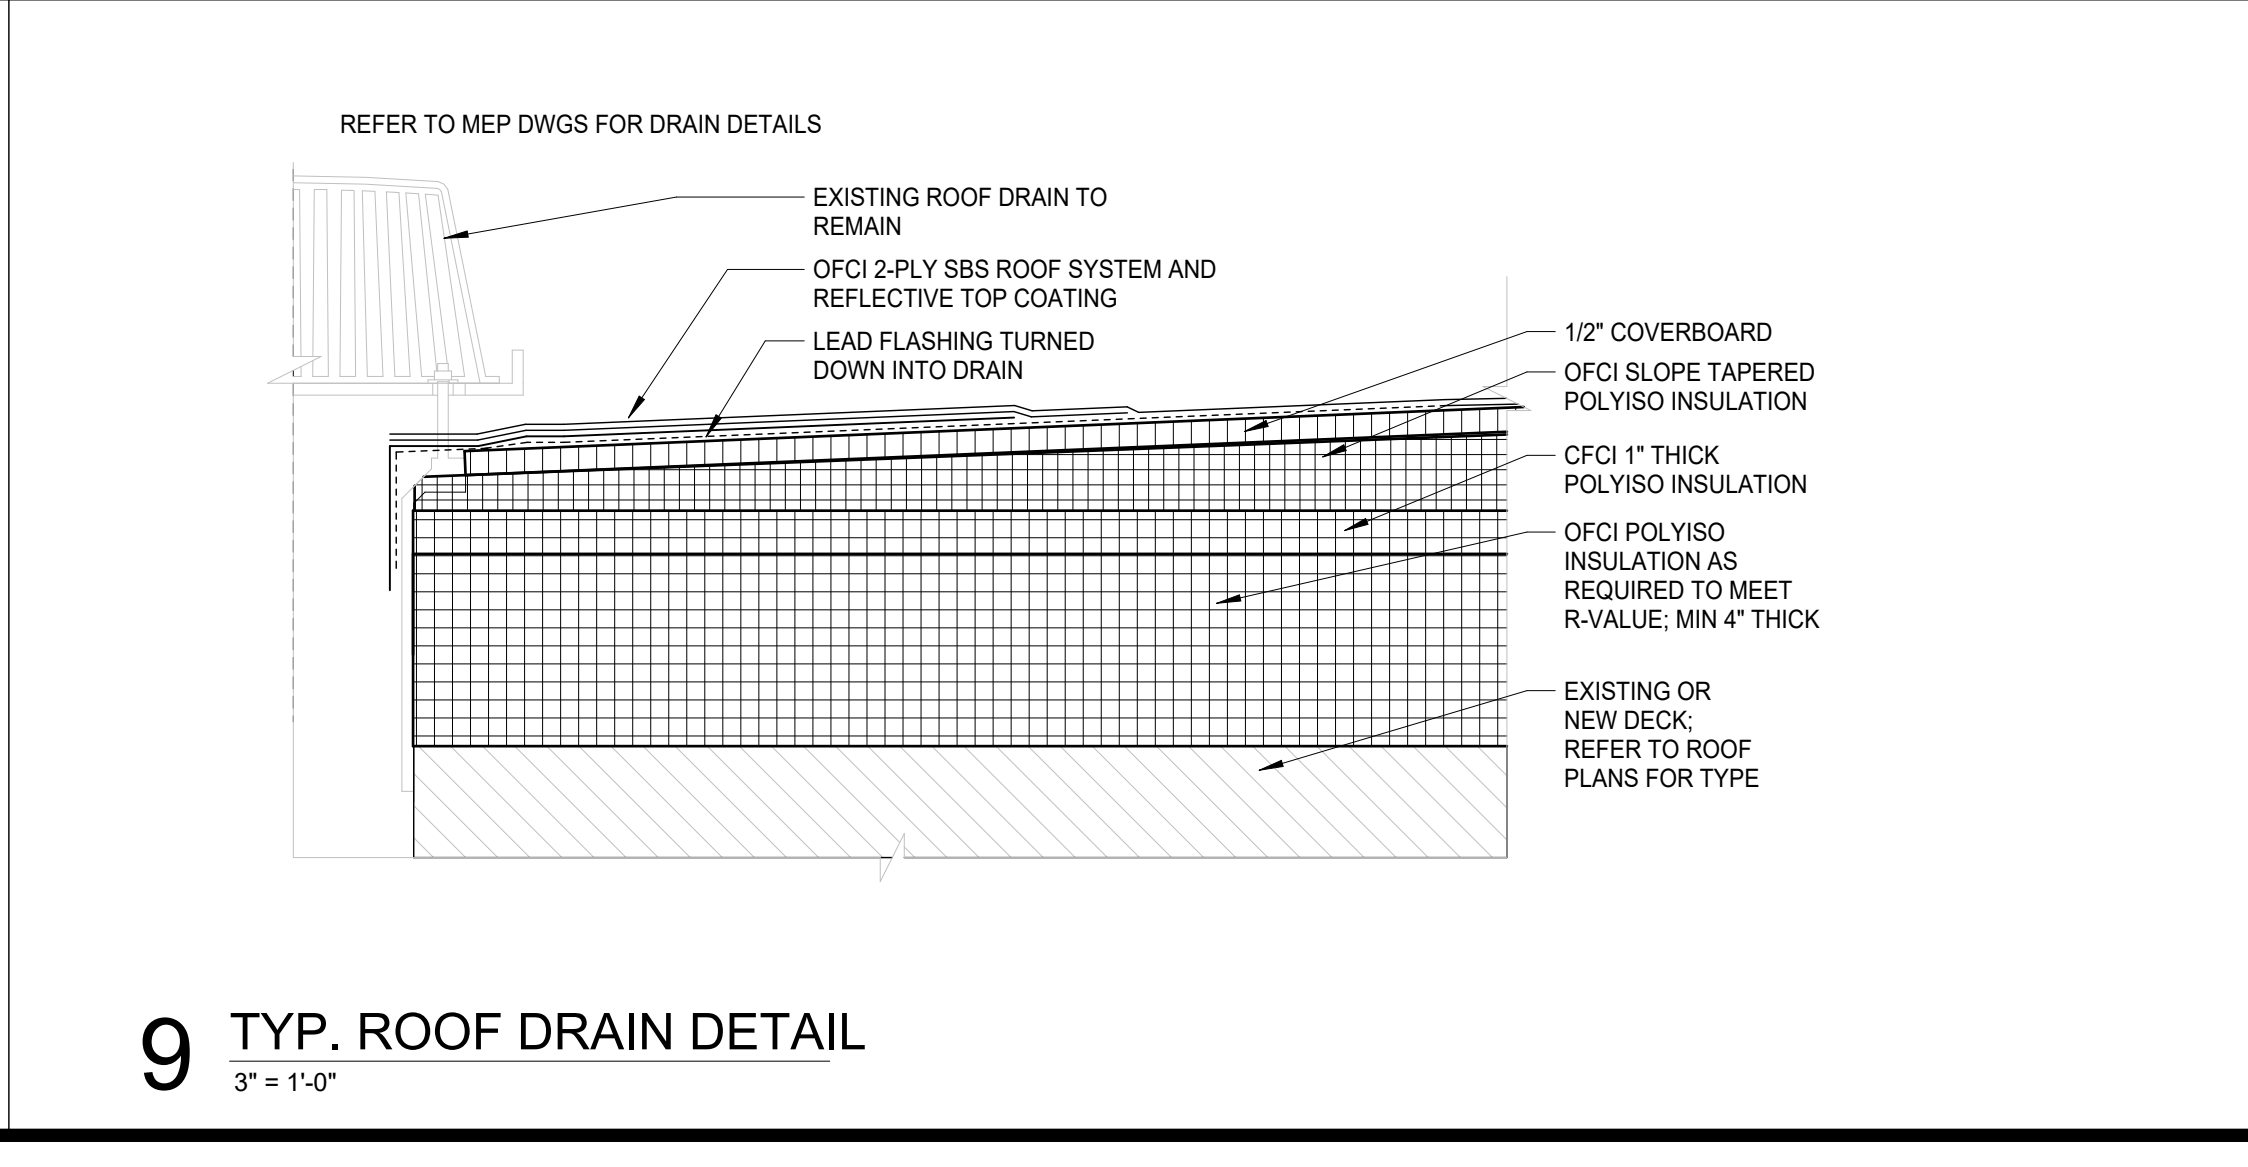 REFER TO MEP DWGS FOR DRAIN DETAILS
EXISTING ROOF DRAIN TO
REMAIN
OFCI 2-PLY SBS ROOF SYSTEM AND
REFLECTIVE TOP COATING
LEAD FLASHING TURNED
DOWN INTO DRAIN
1/2" COVERBOARD
OFCI SLOPE TAPERED
POLYISO INSULATION
CFCI 1" THICK
POLYISO INSULATION
OFCI POLYISO
INSULATION AS
REQUIRED TO MEET
R-VALUE; MIN 4" THICK
EXISTING OR
NEW DECK;
REFER TO ROOF
PLANS FOR TYPE
9 TYP. ROOF DRAIN DETAIL
3" = 1'-0"